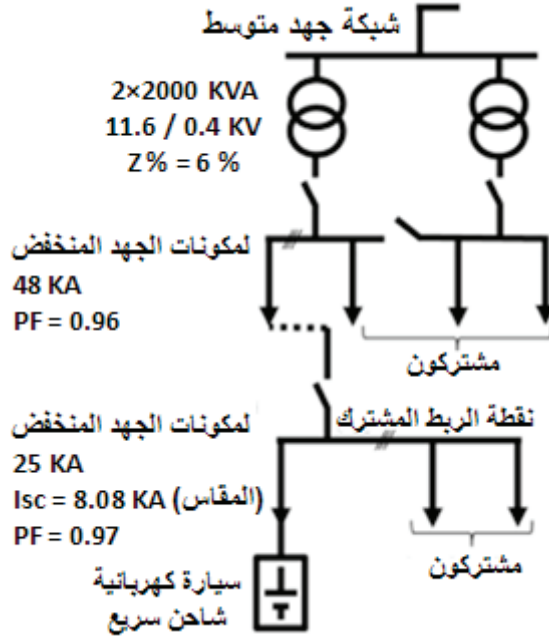 شبكة جهد متوسط
2×2000 KVA
11.6 / 0.4 KV
Z% = 6 %
لمكونات الجهد المنخفض
48 KA
PF = 0.96
مشتركون
نقطة الربط المشترك
لمكونات الجهد المنخفض
25 KA
Isc = 8.08 KA (المقاس)
PF = 0.97
مشتركون
سيارة كهربائية
شاحن سريع